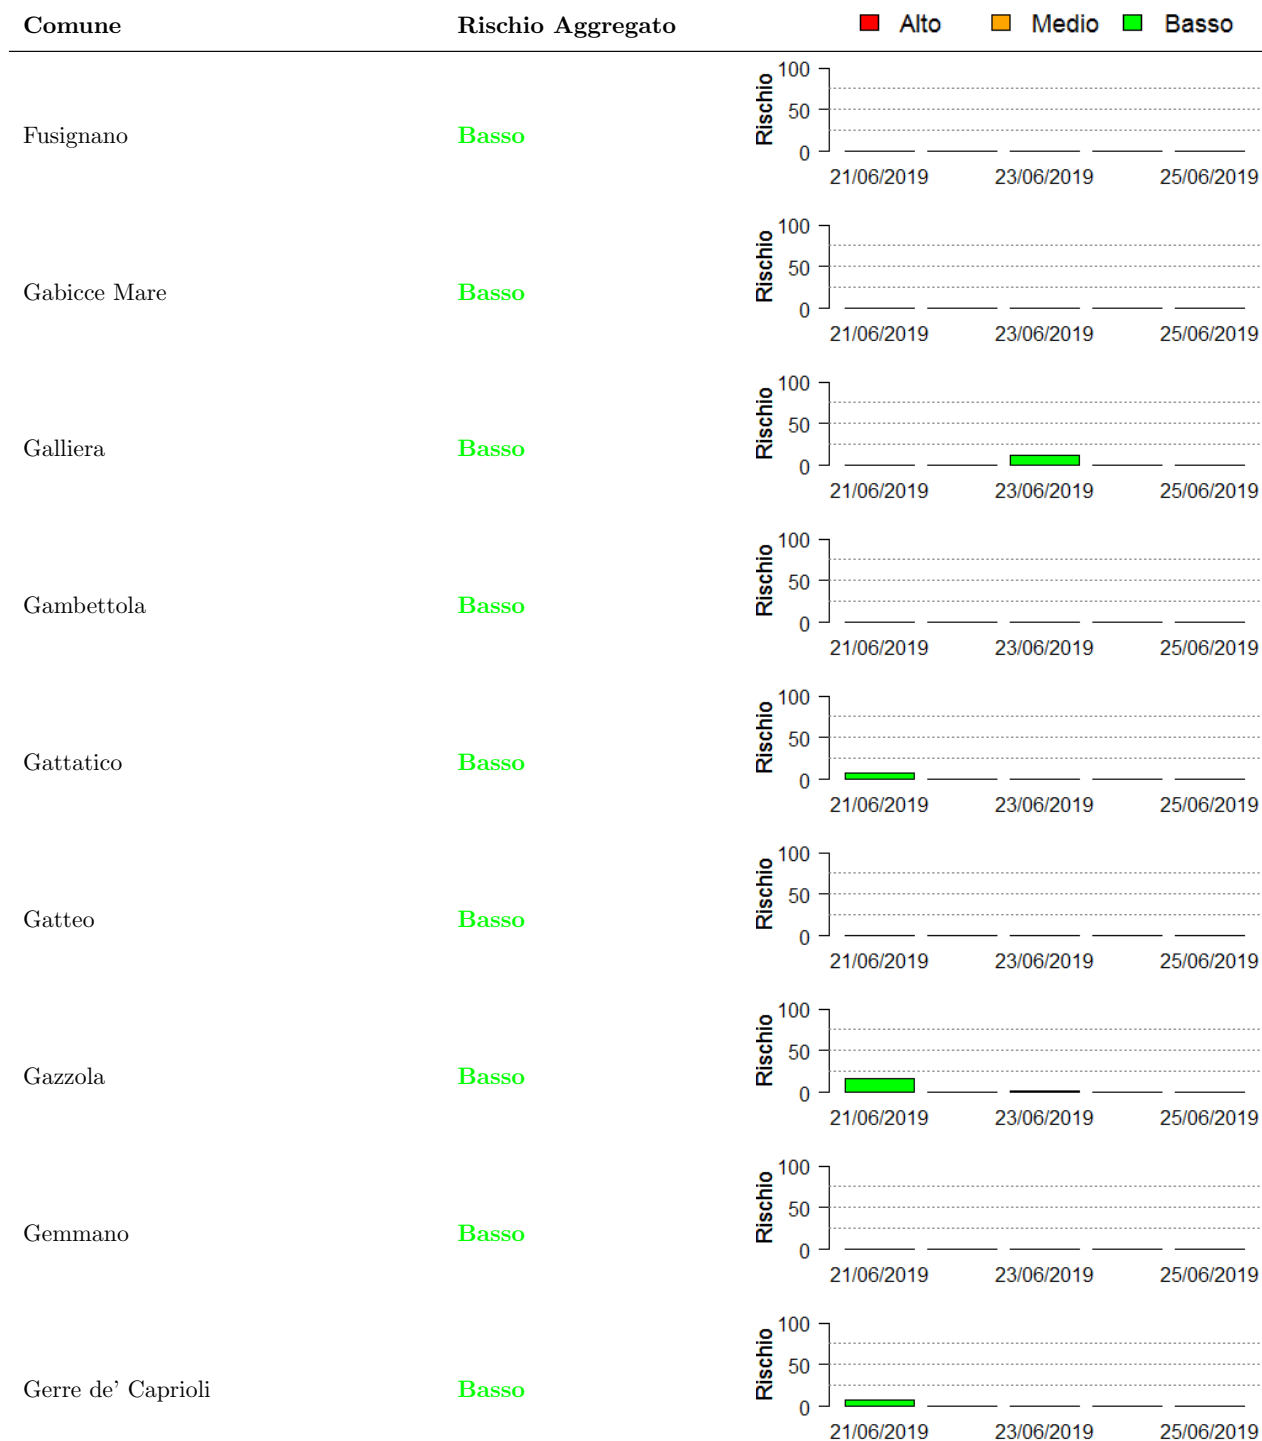 Comune Rischio Aggregato Alto Medio Basso
Fusignano Basso
Rischio
100
50
0
21/06/2019 23/06/2019 25/06/2019
Gabicce Mare Basso
Rischio
100
50
0
21/06/2019 23/06/2019 25/06/2019
Galliera Basso
Rischio
100
50
0
21/06/2019 23/06/2019 25/06/2019
Gambettola Basso
Rischio
100
50
0
21/06/2019 23/06/2019 25/06/2019
Gattatico Basso
Rischio
100
50
0
21/06/2019 23/06/2019 25/06/2019
Gatteo Basso
Rischio
100
50
0
21/06/2019 23/06/2019 25/06/2019
Gazzola Basso
Rischio
100
50
0
21/06/2019 23/06/2019 25/06/2019
Gemmano Basso
Rischio
100
50
0
21/06/2019 23/06/2019 25/06/2019
Gerre de' Caprioli Basso
Rischio
100
50
0
21/06/2019 23/06/2019 25/06/2019